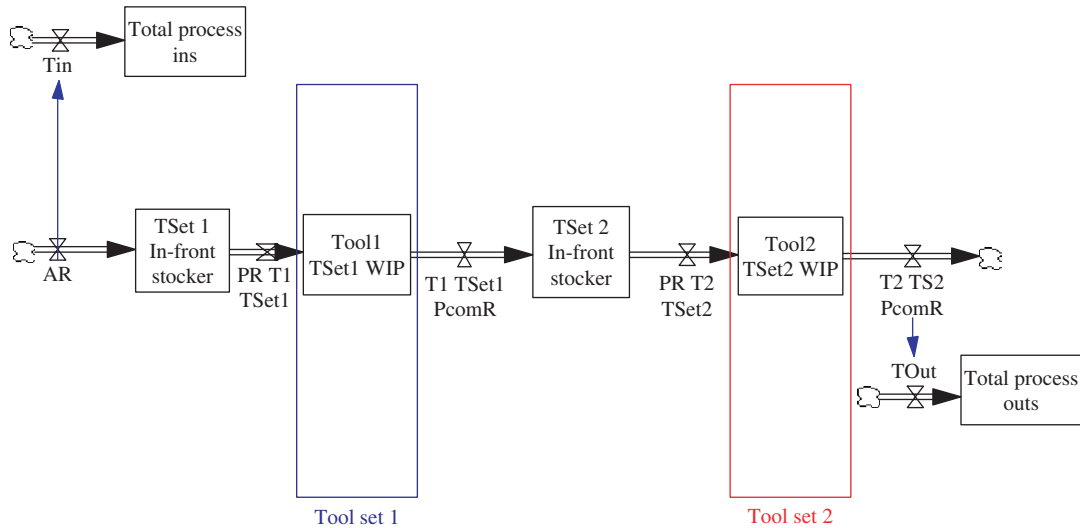 Total process
ins
Tin
TSet 1
In-front
stocker
AR
PR T1
TSet1
Tool1
TSet1 WIP
T1 TSet1
PcomR
TSet 2
In-front
stocker
PR T2
TSet2
Tool2
TSet2 WIP
T2 TS2
PcomR
TOut
Total process
outs
Tool set 1
Tool set 2